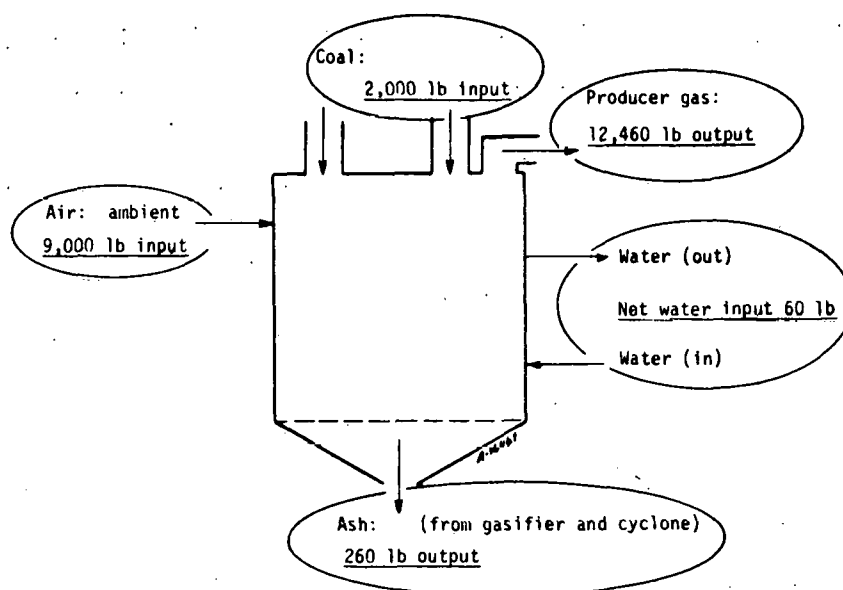 Coal:
2,000 lb input
Producer gas:
12,460 lb output
Air: ambient
9,000 lb input
Water (out)
Net water input 60 lb
Water (in)
Ash: (from gasifier and cyclone)
260 lb output